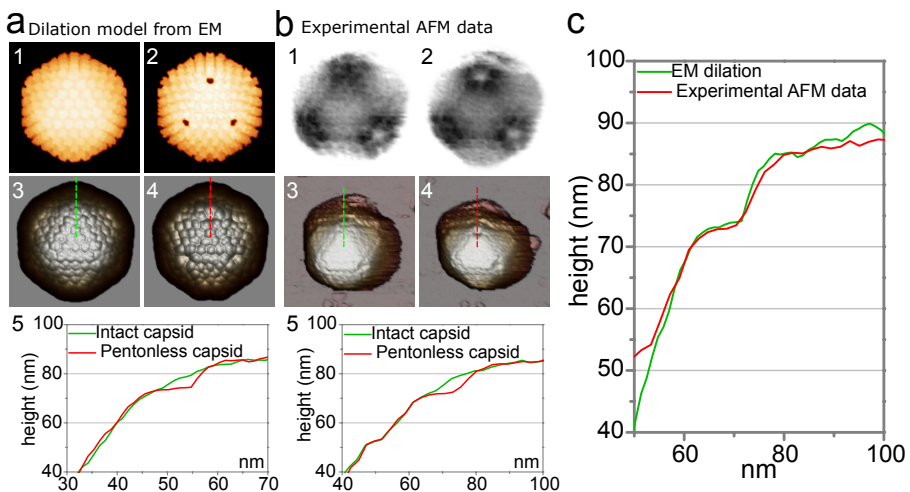 a Dilation model from EM
1
2
3
4
5
100
80
60
40
height (nm)
Intact capsid
Pentonless capsid
nm
30 40 50 60 70
b Experimental AFM data
1
2
3
4
5
100
80
60
40
height (nm)
Intact capsid
Pentonless capsid
nm
40 60 80 100
c
100
90
80
70
60
50
40
height (nm)
EM dilation
Experimental AFM data
60 80 100
nm